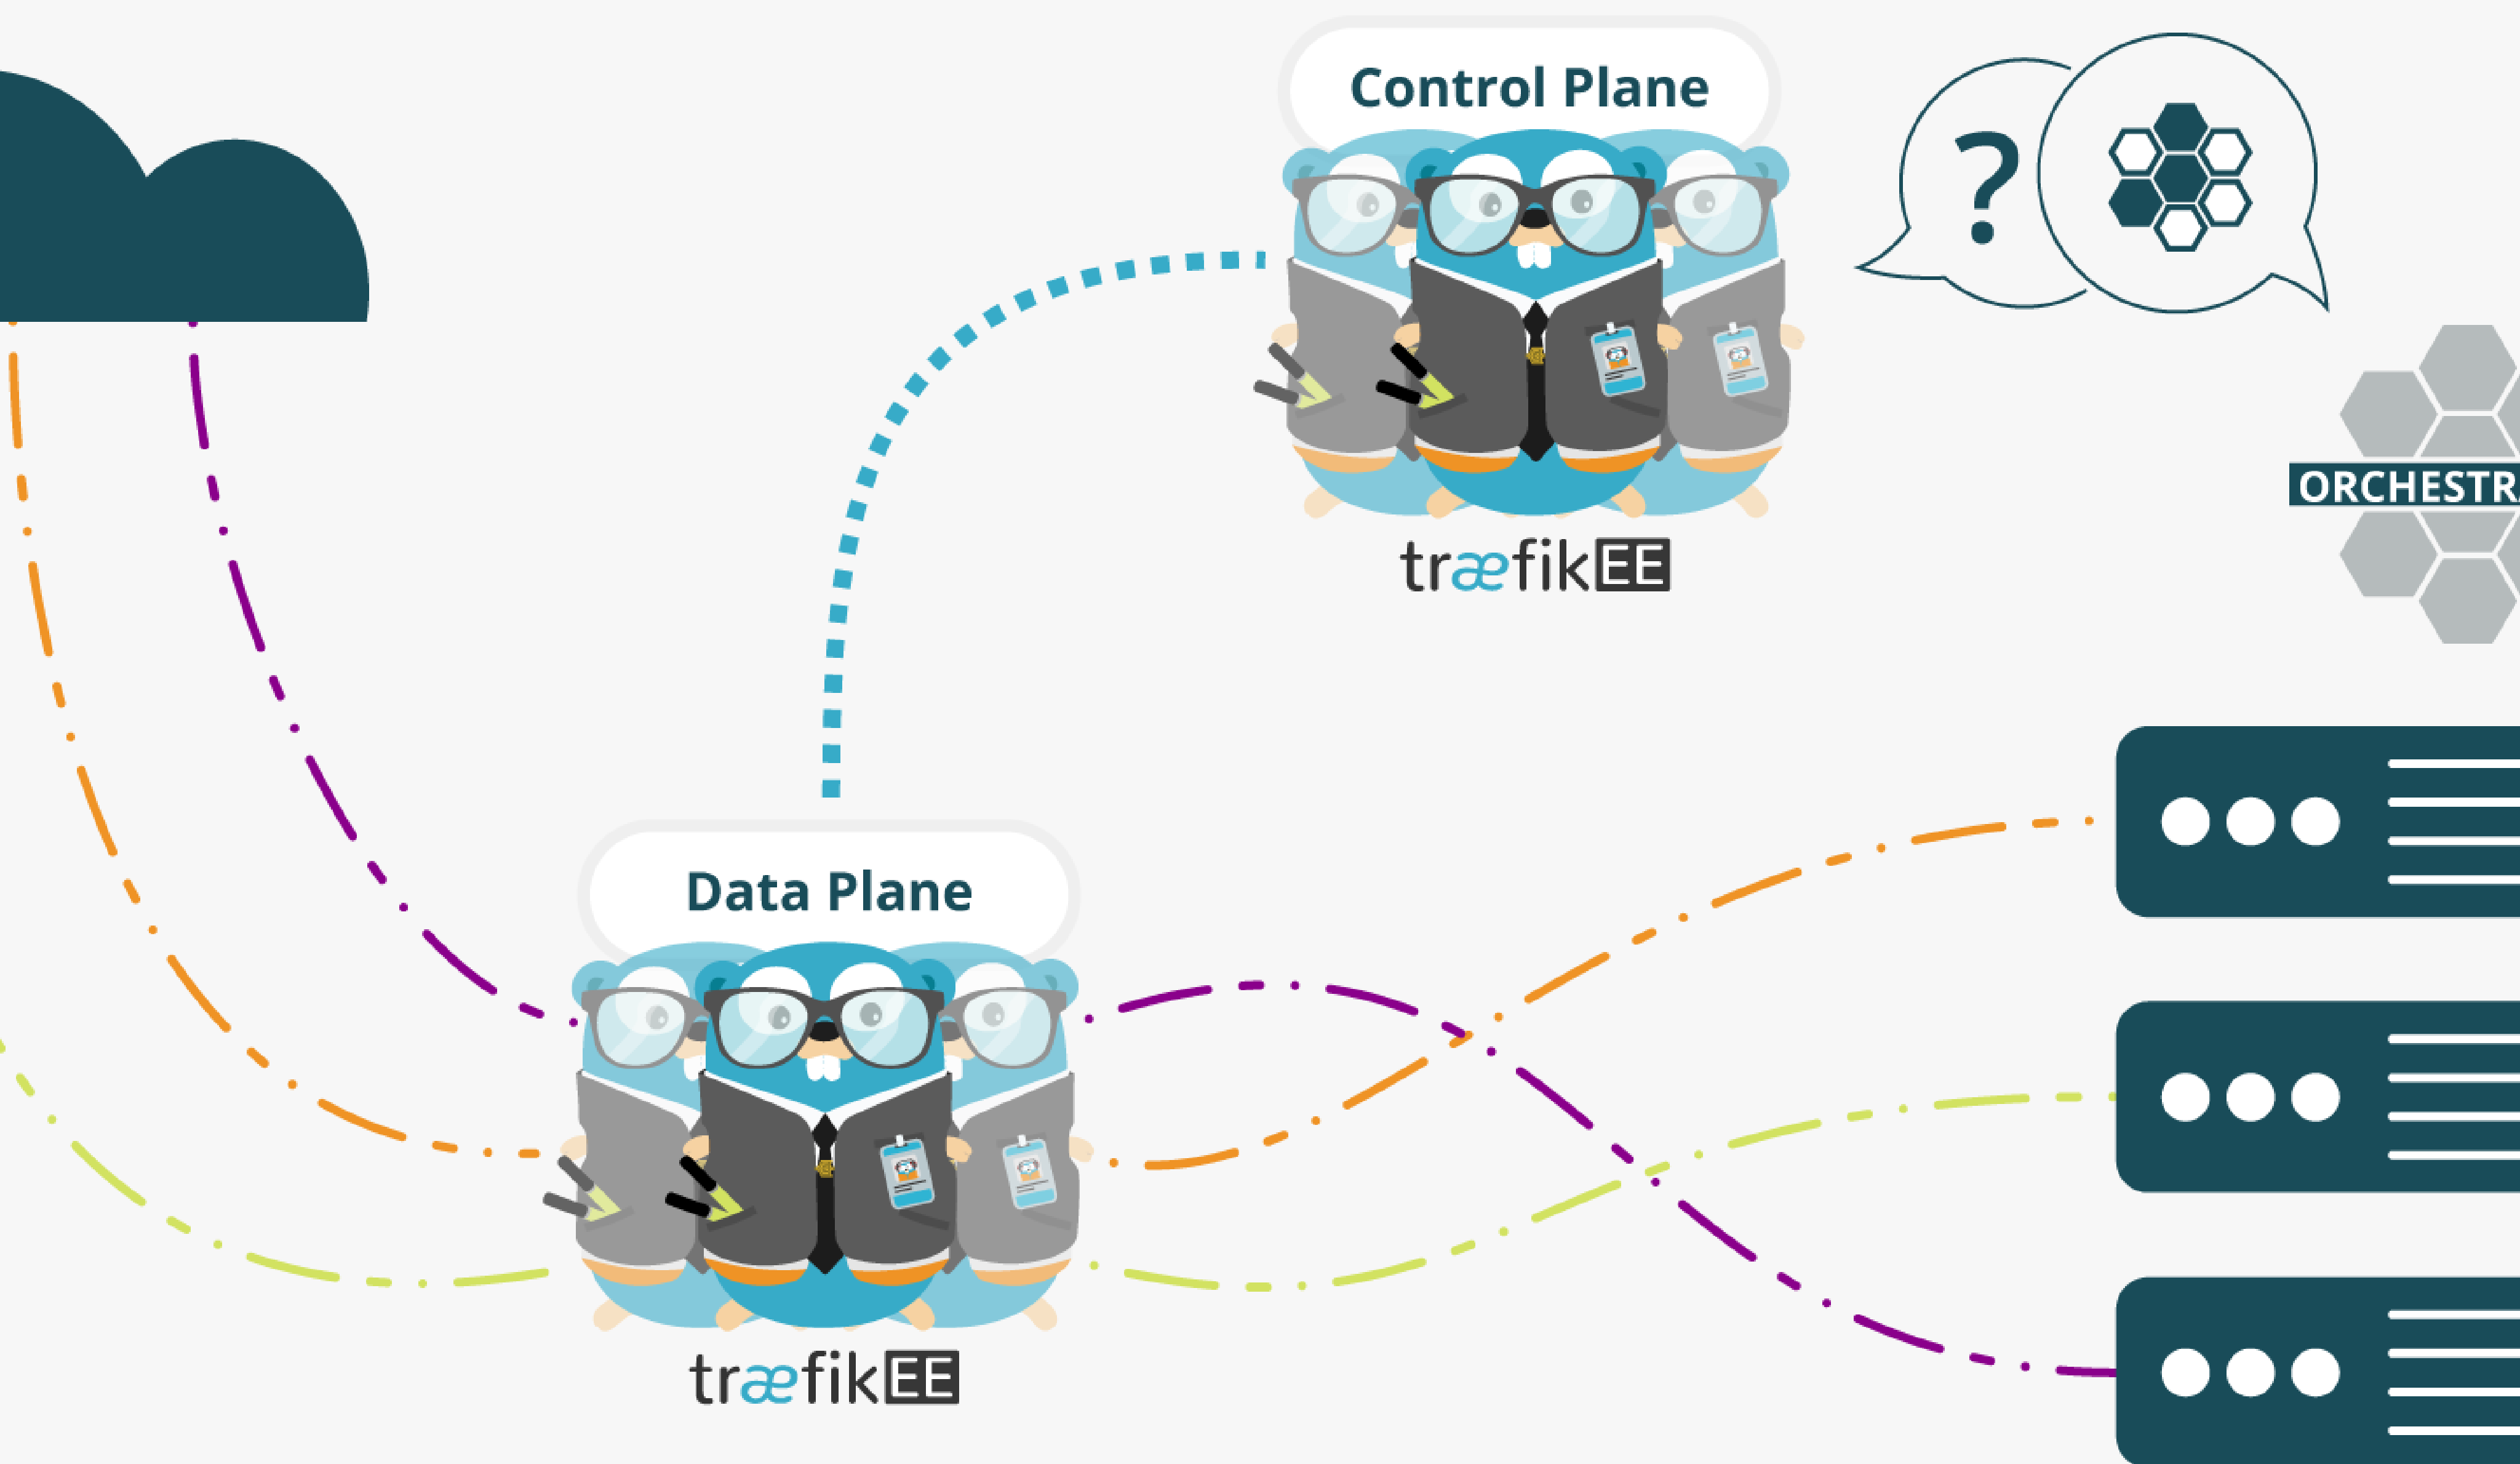 Control Plane
?
ORCHESTR
træfikEE
Data Plane
træfikEE